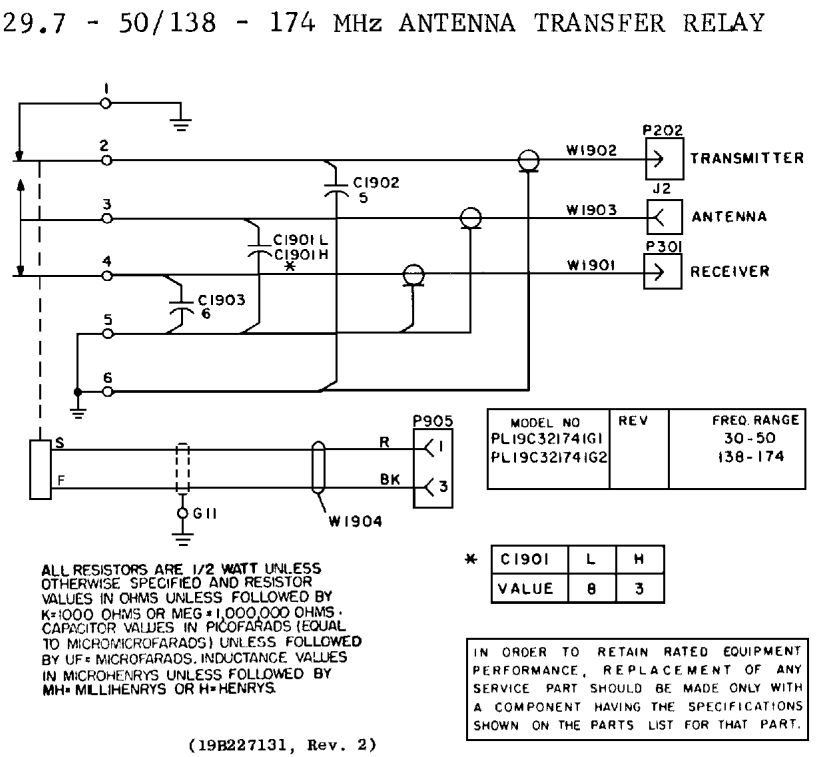 29.7 - 50/138 - 174 MHz ANTENNA TRANSFER RELAY
1
2
W1902
P202
TRANSMITTER
C1902
5
3
W1903
J2
ANTENNA
C1901L
C1901H
*
4
W1901
P301
RECEIVER
C1903
6
5
6
S
R
P905
1
F
BK
3
G11
W1904
MODEL NO REV FREQ. RANGE
PL19C321741G1 30-50
PL19C321741G2 138-174
* C1901 L H
VALUE 8 3
ALL RESISTORS ARE 1/2 WATT UNLESS
OTHERWISE SPECIFIED AND RESISTOR
VALUES IN OHMS UNLESS FOLLOWED BY
K=1000 OHMS OR MEG=1,000,000 OHMS.
CAPACITOR VALUES IN PICOFARADS (EQUAL
TO MICROMICROFARADS) UNLESS FOLLOWED
BY UF= MICROFARADS. INDUCTANCE VALUES
IN MICROHENRYS UNLESS FOLLOWED BY
MH= MILLIHENRYS OR H=HENRYS.
IN ORDER TO RETAIN RATED EQUIPMENT
PERFORMANCE, REPLACEMENT OF ANY
SERVICE PART SHOULD BE MADE ONLY WITH
A COMPONENT HAVING THE SPECIFICATIONS
SHOWN ON THE PARTS LIST FOR THAT PART.
(19B227131, Rev. 2)